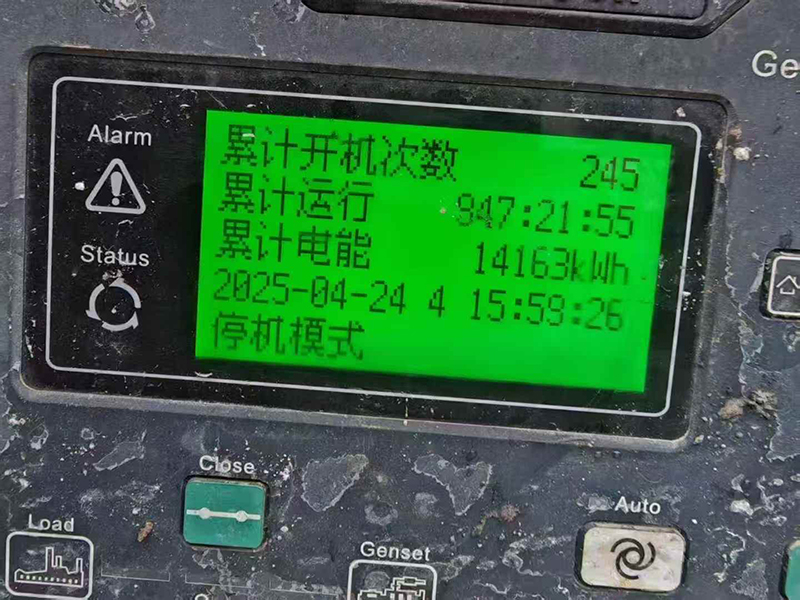 Ge
Alarm
Status
累计开机次数 245
累计运行 947:21:55
累计电能 14163kWh
2025-04-24 4 15:59:26
停机模式
Close
Load
Genset
Auto